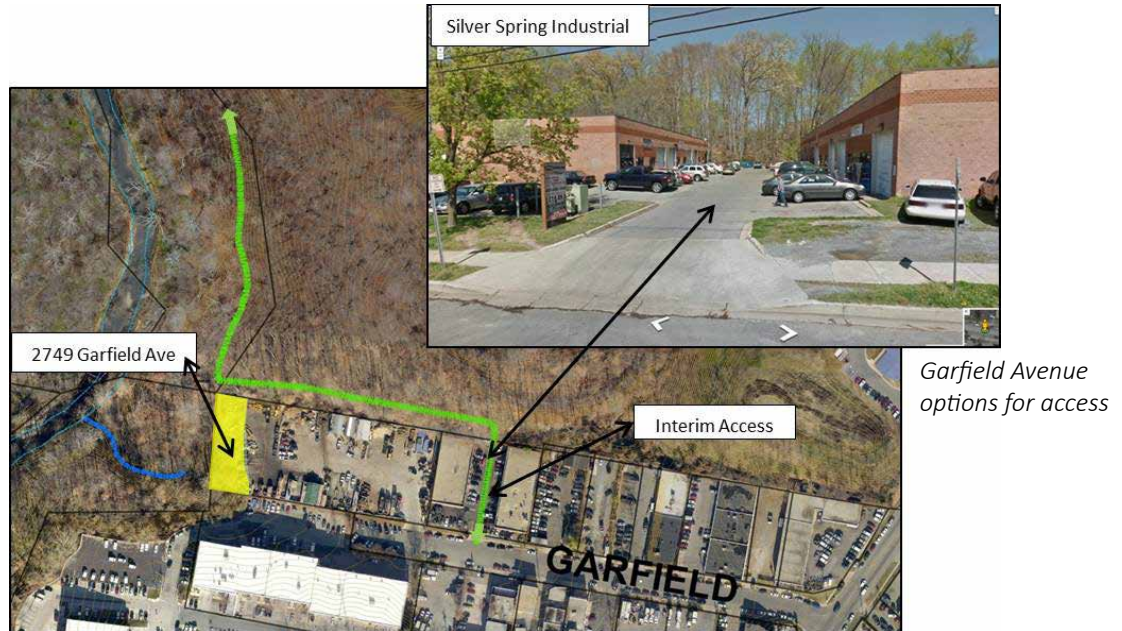 Silver Spring Industrial
2749 Garfield Ave
Garfield Avenue
options for access
Interim Access
GARFIELD